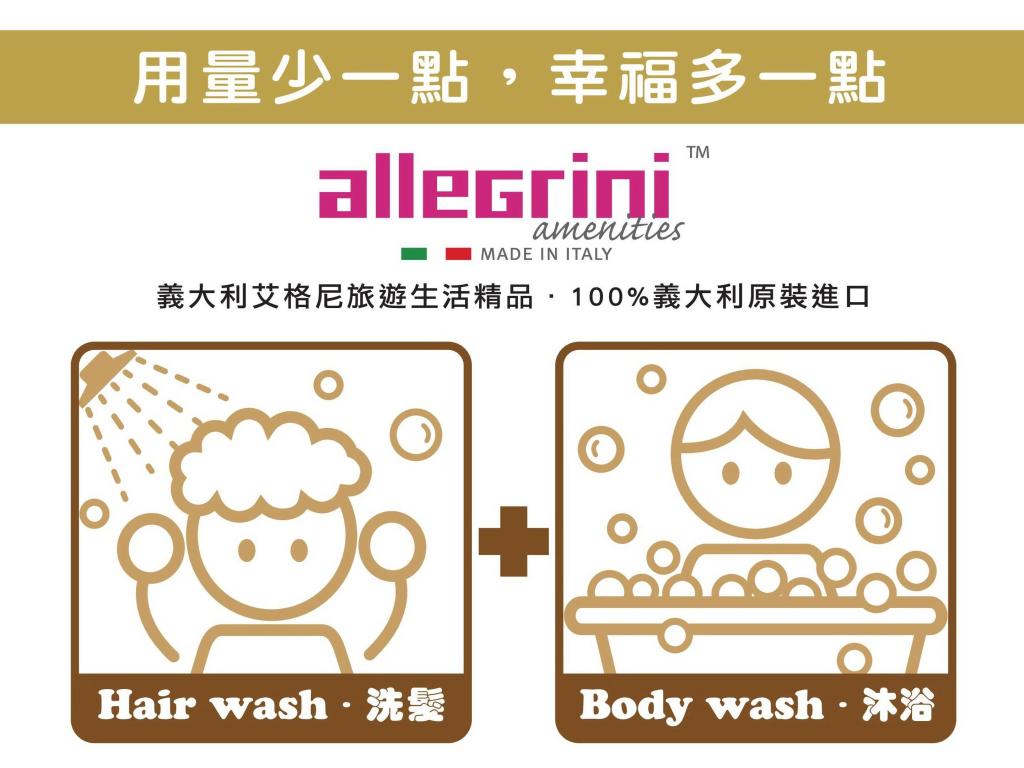 用量少一點，幸福多一點
allegrini TM
amenities
MADE IN ITALY
義大利艾格尼旅遊生活精品 · 100%義大利原裝進口
Hair wash · 洗髮
Body wash · 沐浴